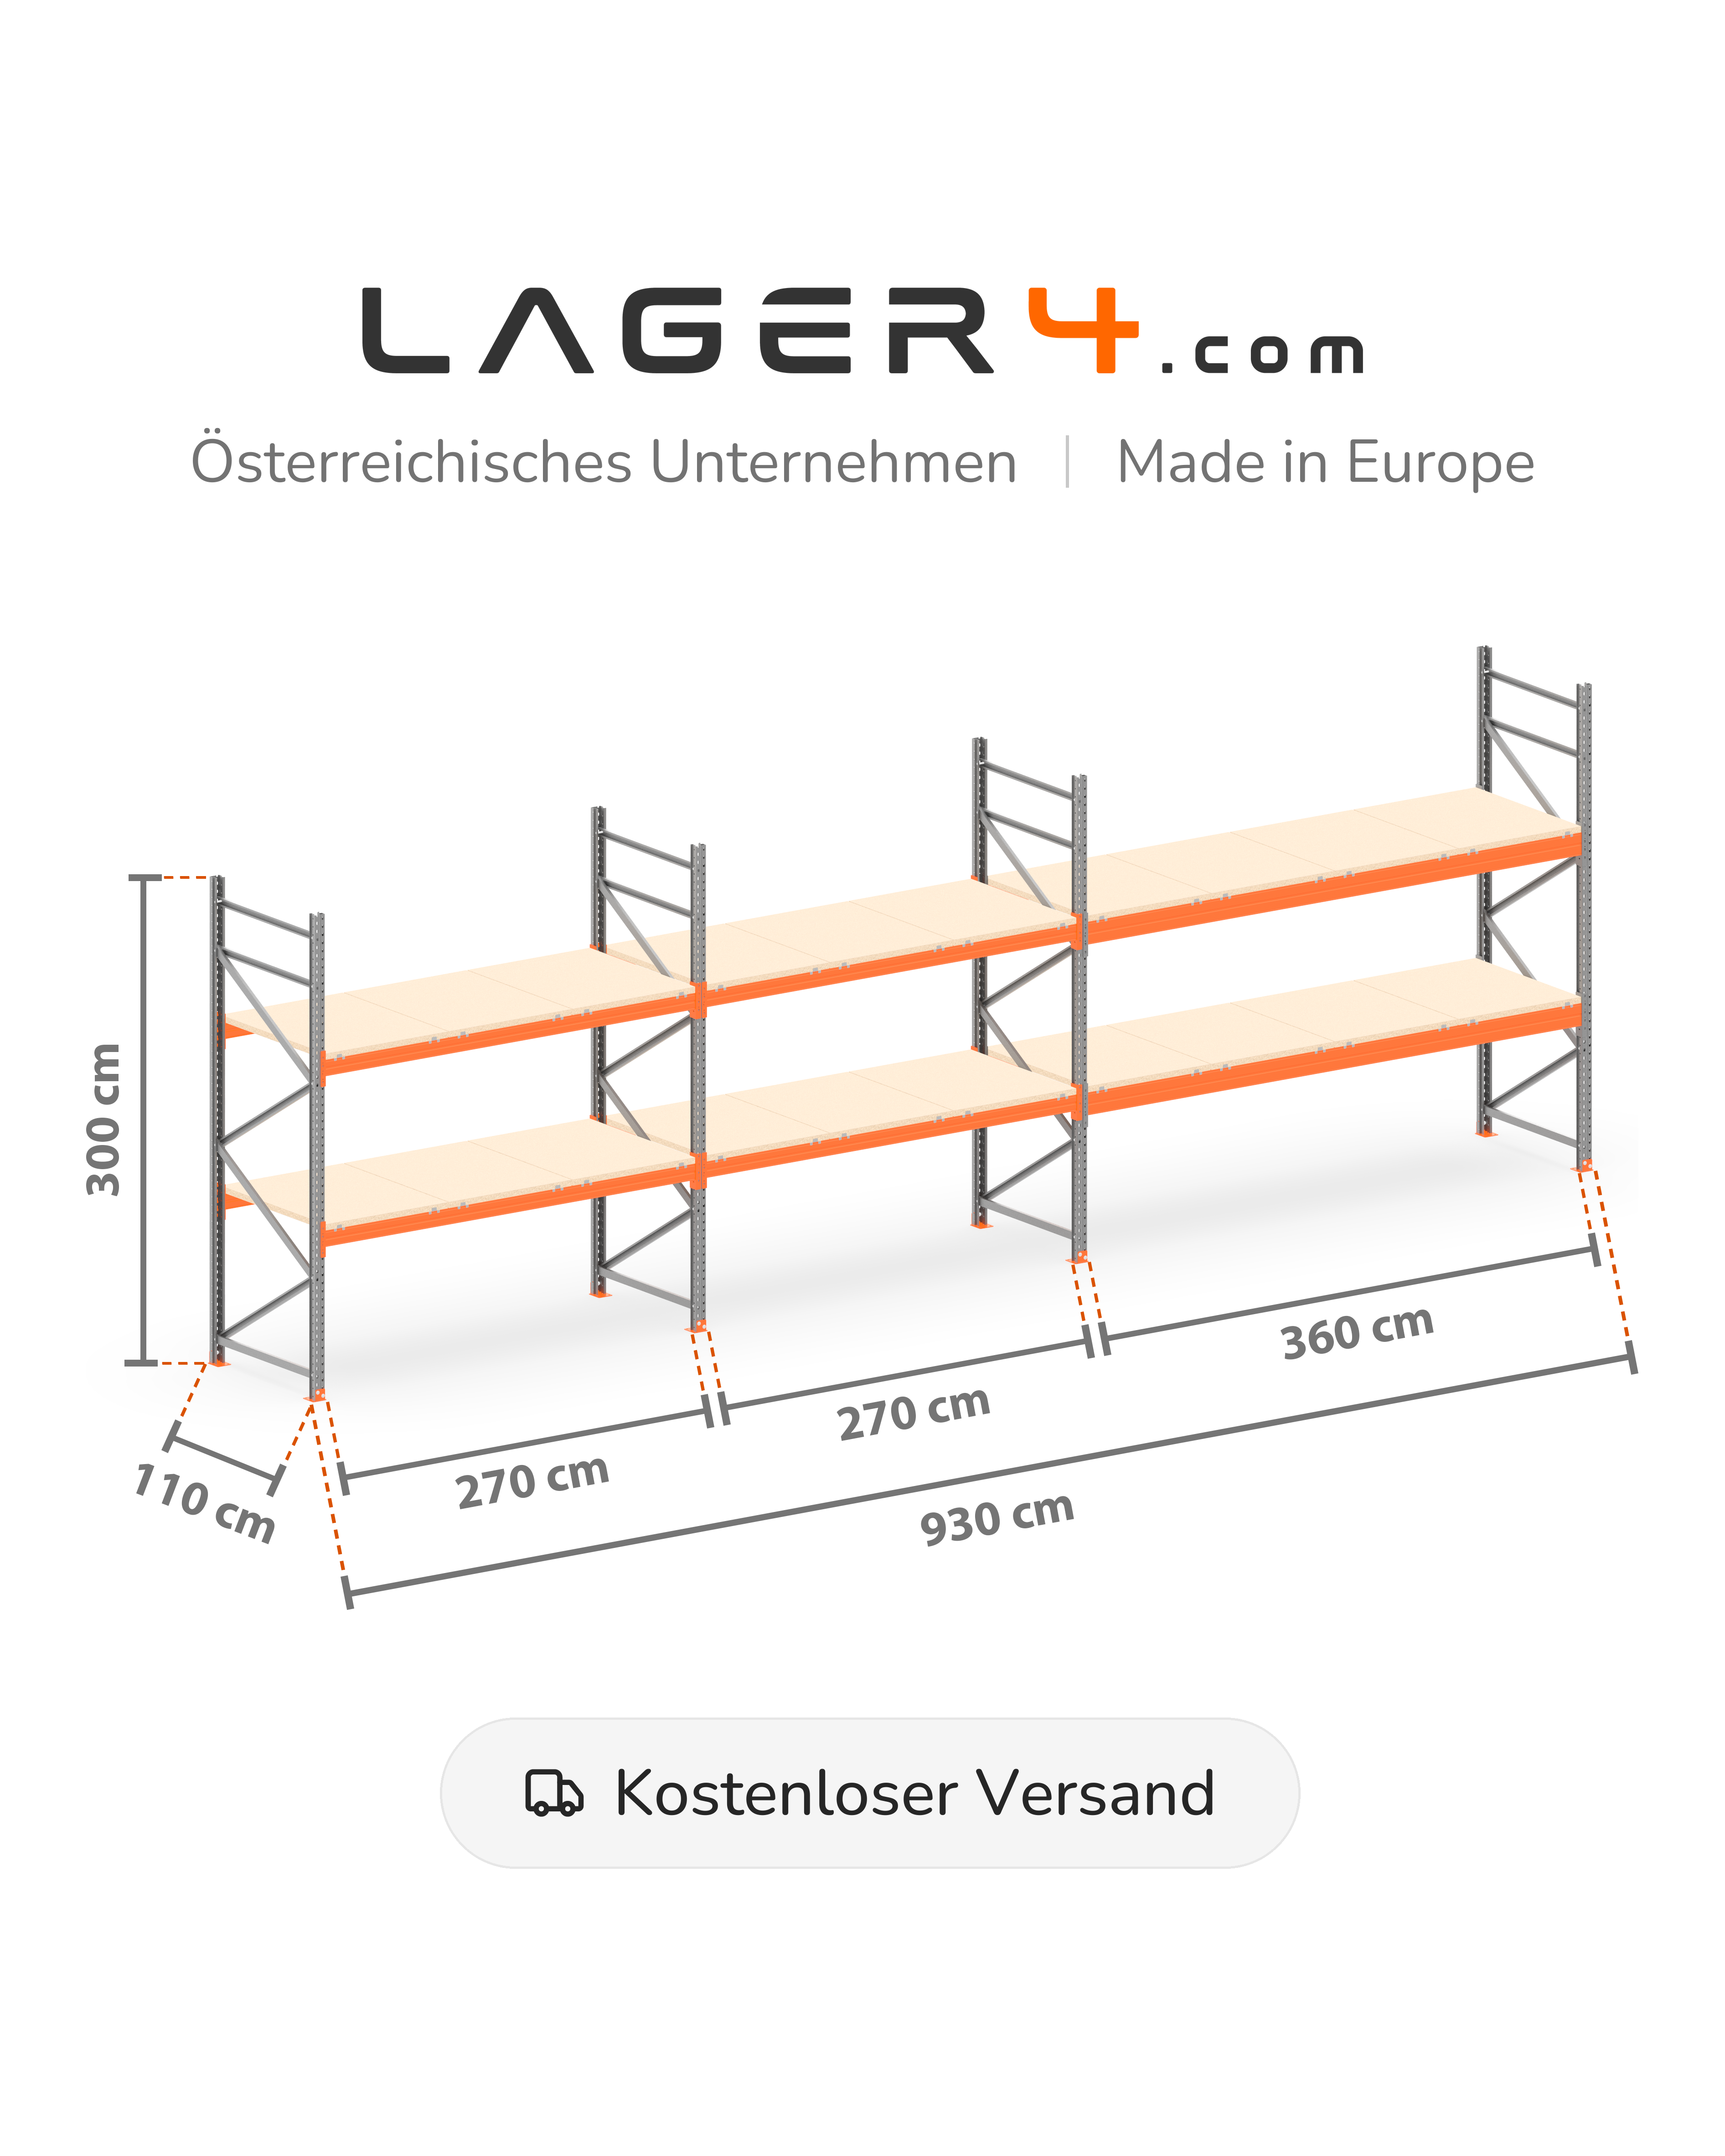 LAGER4.com
Österreichisches Unternehmen | Made in Europe
300 cm
110 cm
270 cm
270 cm
360 cm
930 cm
Kostenloser Versand